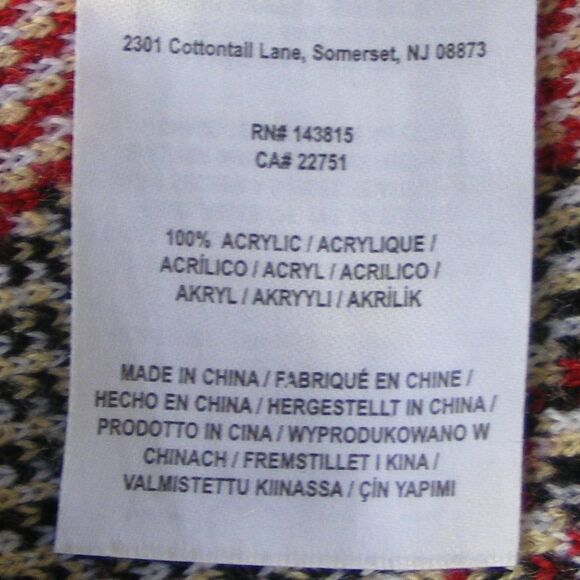 2301 Cottontail Lane, Somerset, NJ 08873
RN# 143815
CA# 22751
100% ACRYLIC / ACRYLIQUE /
ACRÍLICO / ACRYL / ACRILICO /
AKRYL / AKRYYLI / AKRİLİK
MADE IN CHINA / FABRIQUÉ EN CHINE /
HECHO EN CHINA / HERGESTELLT IN CHINA /
PRODOTTO IN CINA / WYPRODUKOWANO W
CHINACH / FREMSTILLET I KINA /
VALMISTETTU KIINASSA / ÇİN YAPIMI